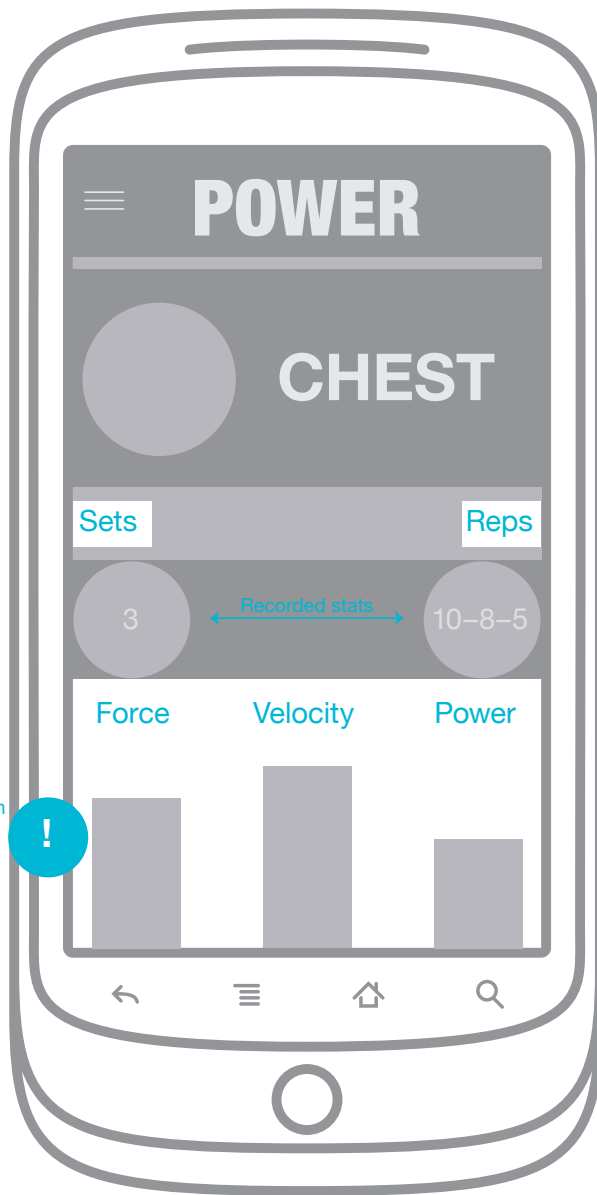 POWER
CHEST
Sets
Reps
3
Recorded stats
10–8–5
Force
Velocity
Power
!